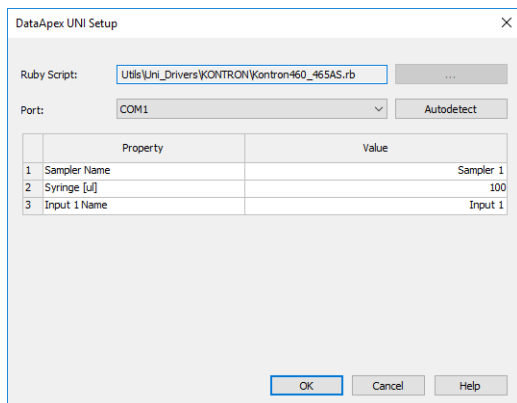 DataApex UNI Setup
Ruby Script: Utils\Uni_Drivers\KONTRON\Kontron460_465AS.rb ...
Port: COM1 Autodetect
Property Value
1 Sampler Name Sampler 1
2 Syringe [ul] 100
3 Input 1 Name Input 1
OK Cancel Help